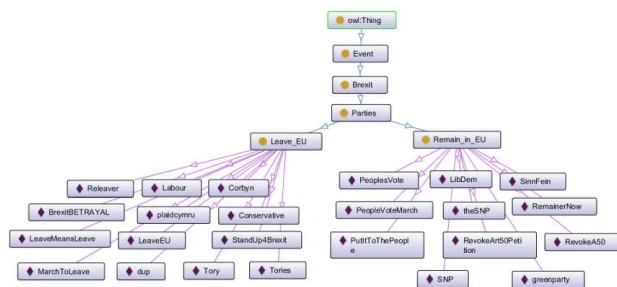 owl:Thing
Event
Brexit
Parties
Leave_EU
Remain_in_EU
Releaver
Labour
Corbyn
BrexitBETRAYAL
plaidcymru
Conservative
LeaveMeansLeave
LeaveEU
StandUp4Brexit
MarchToLeave
dup
Tory
Tories
PeoplesVote
LibDem
SinnFein
PeopleVoteMarch
theSNP
RemainerNow
PutItToThePeopl
e
RevokeArt50Peti
tion
RevokeA50
SNP
greenparty